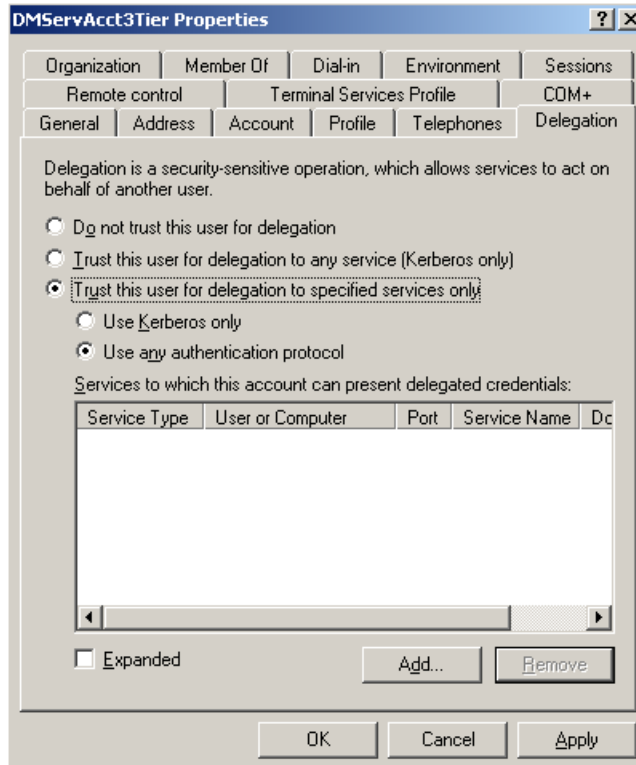 DMServAcct3Tier Properties
Organization Member Of Dial-in Environment Sessions
Remote control Terminal Services Profile COM+
General Address Account Profile Telephones Delegation
Delegation is a security-sensitive operation, which allows services to act on
behalf of another user.
Do not trust this user for delegation
Trust this user for delegation to any service (Kerberos only)
Trust this user for delegation to specified services only
Use Kerberos only
Use any authentication protocol
Services to which this account can present delegated credentials:
Service Type User or Computer Port Service Name Do
Expanded Add... Remove
OK Cancel Apply